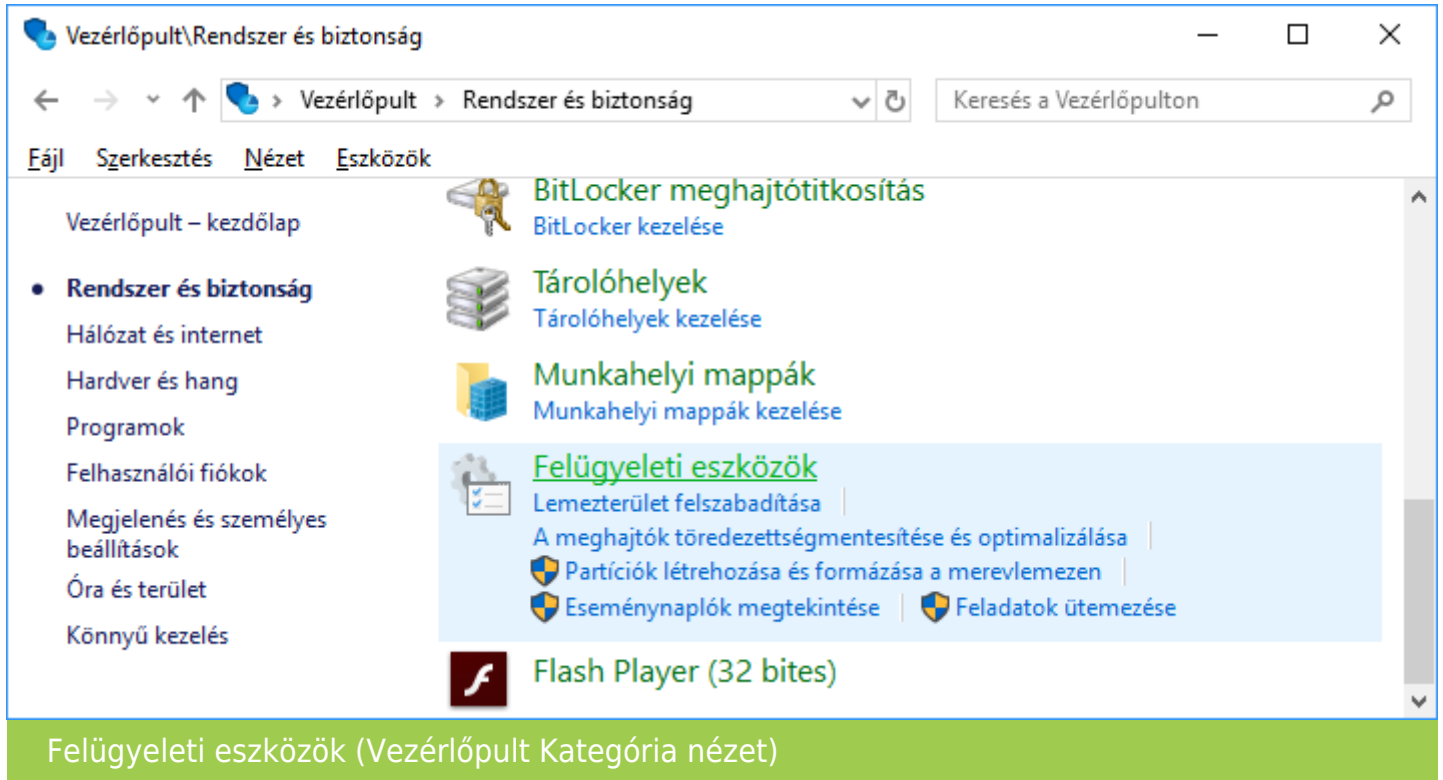 Vezérlőpult\Rendszer és biztonság
Vezérlőpult
Rendszer és biztonság
Keresés a Vezérlőpulton
Fájl
Szerkesztés
Nézet
Eszközök
Vezérlőpult – kezdőlap
Rendszer és biztonság
Hálózat és internet
Hardver és hang
Programok
Felhasználói fiókok
Megjelenés és személyes
beállítások
Óra és terület
Könnyű kezelés
BitLocker meghajtótitkosítás
BitLocker kezelése
Tárolóhelyek
Tárolóhelyek kezelése
Munkahelyi mappák
Munkahelyi mappák kezelése
Felügyeleti eszközök
Lemezterület felszabadítása
A meghajtók töredezettségmentesítése és optimalizálása
Partíciók létrehozása és formázása a merevlemezen
Eseménynaplók megtekintése
Feladatok ütemezése
Flash Player (32 bites)
Felügyeleti eszközök (Vezérlőpult Kategória nézet)